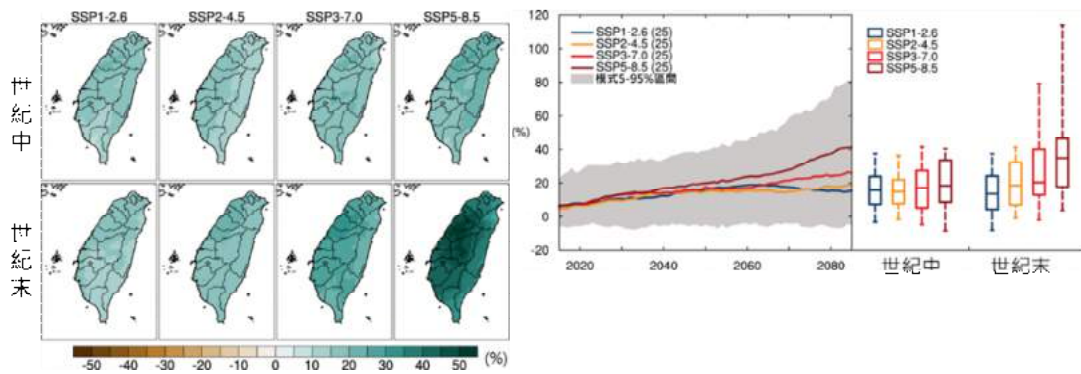 SSP1-2.6 SSP2-4.5 SSP3-7.0 SSP5-8.5
世紀中
世紀末
-50 -40 -30 -20 -10 0 10 20 30 40 50 (%)
120
100
80
60
40
20
0
-20
(%)
SSP1-2.6 (25)
SSP2-4.5 (25)
SSP3-7.0 (25)
SSP5-8.5 (25)
模式5-95%區間
2020 2040 2060 2080
SSP1-2.6
SSP2-4.5
SSP3-7.0
SSP5-8.5
世紀中 世紀末